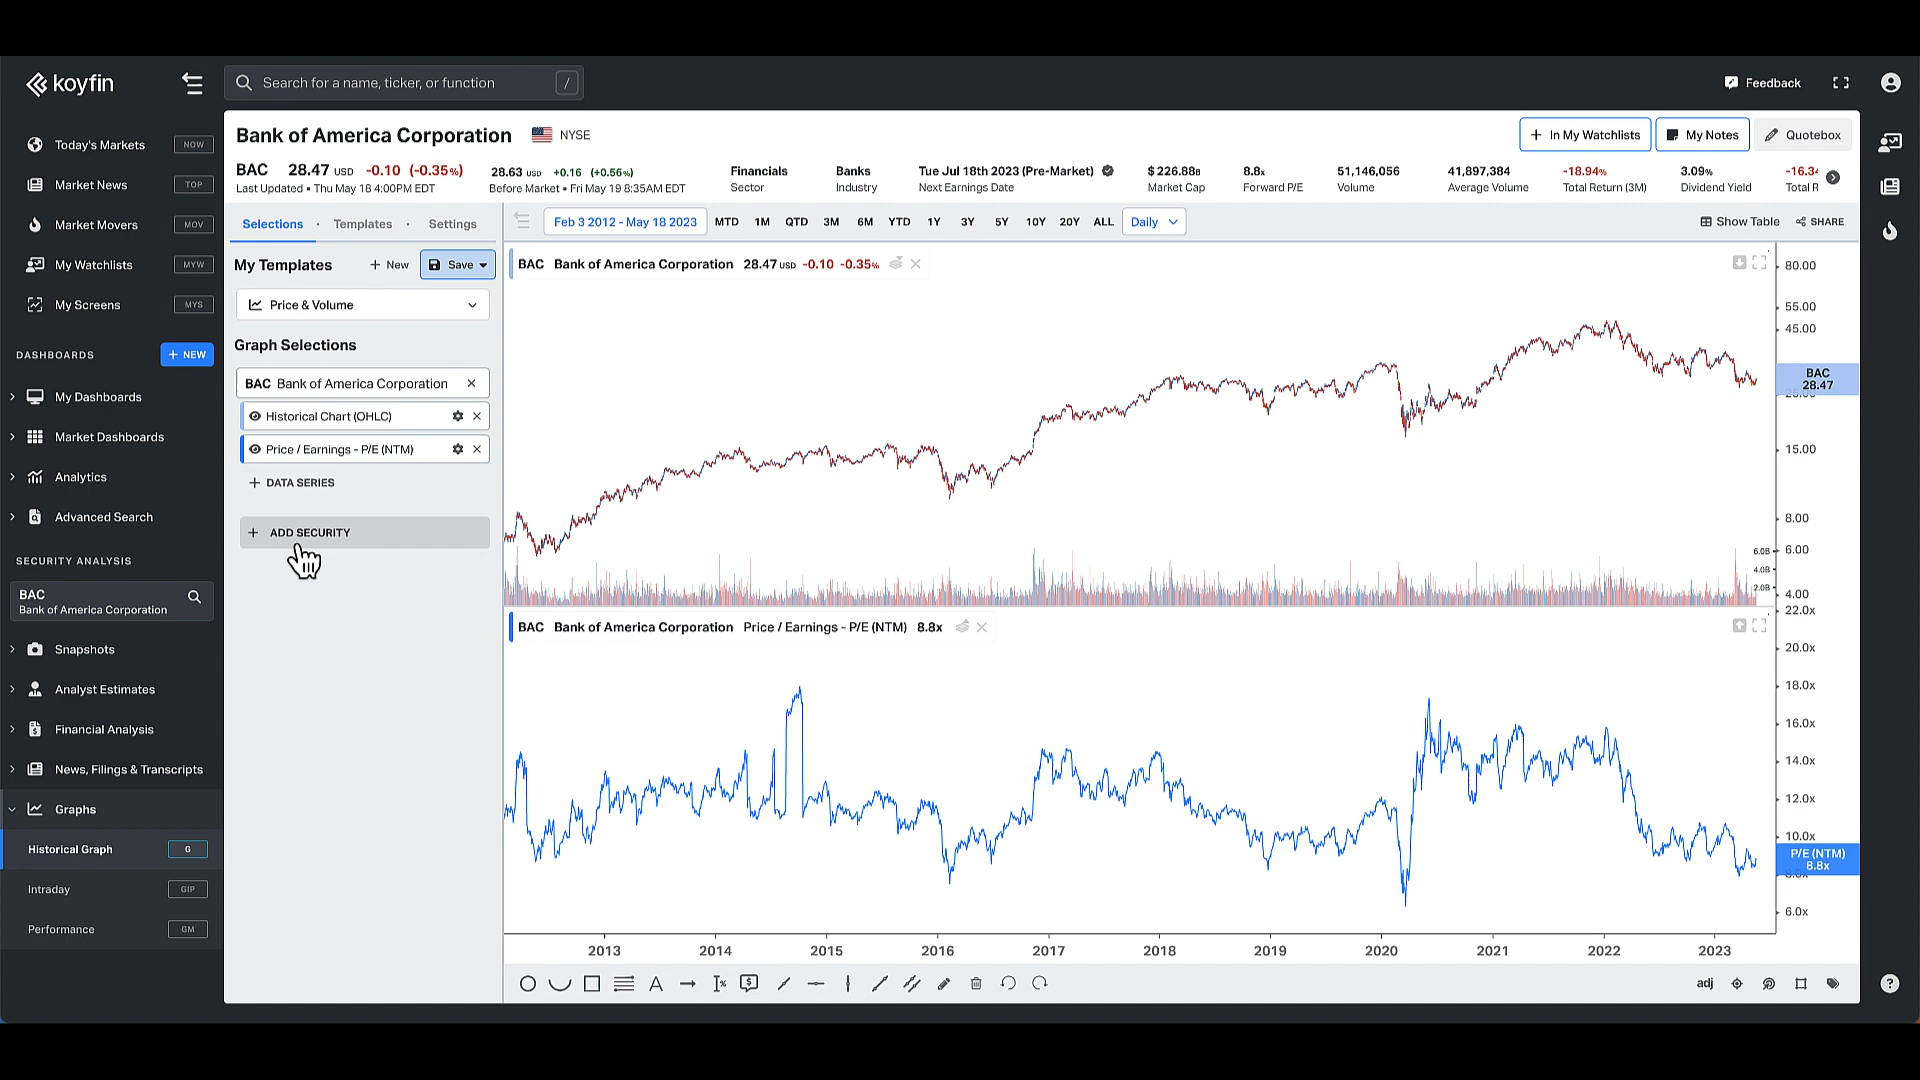 koyfin
Search for a name, ticker, or function /
Feedback
Today's Markets NOW
Market News TOP
Market Movers MOV
My Watchlists MYW
My Screens MYS
DASHBOARDS + NEW
My Dashboards
Market Dashboards
Analytics
Advanced Search
SECURITY ANALYSIS
BAC
Bank of America Corporation
Snapshots
Analyst Estimates
Financial Analysis
News, Filings & Transcripts
Graphs
Historical Graph G
Intraday GIP
Performance GM
Bank of America Corporation NYSE
+ In My Watchlists My Notes Quotebox
BAC 28.47 USD -0.10 (-0.35%)
Last Updated • Thu May 18 4:00PM EDT
28.63 USD +0.16 (+0.56%)
Before Market • Fri May 19 8:35AM EDT
Financials
Sector
Banks
Industry
Tue Jul 18th 2023 (Pre-Market)
Next Earnings Date
$ 226.88B
Market Cap
8.8x
Forward P/E
51,146,056
Volume
41,897,384
Average Volume
-18.94%
Total Return (3M)
3.09%
Dividend Yield
-16.34
Total R
Selections · Templates · Settings
My Templates + New Save
Price & Volume
Graph Selections
BAC Bank of America Corporation
Historical Chart (OHLC)
Price / Earnings - P/E (NTM)
+ DATA SERIES
+ ADD SECURITY
Feb 3 2012 - May 18 2023 MTD 1M QTD 3M 6M YTD 1Y 3Y 5Y 10Y 20Y ALL Daily
Show Table SHARE
BAC Bank of America Corporation 28.47 USD -0.10 -0.35%
80.00
55.00
45.00
BAC
28.47
15.00
8.00
6.00
4.00
6.0B
4.0B
2.0B
BAC Bank of America Corporation Price / Earnings - P/E (NTM) 8.8x
22.0x
20.0x
18.0x
16.0x
14.0x
12.0x
10.0x
P/E (NTM)
8.8x
8.0x
6.0x
2013 2014 2015 2016 2017 2018 2019 2020 2021 2022 2023
A
%
$
adj
?